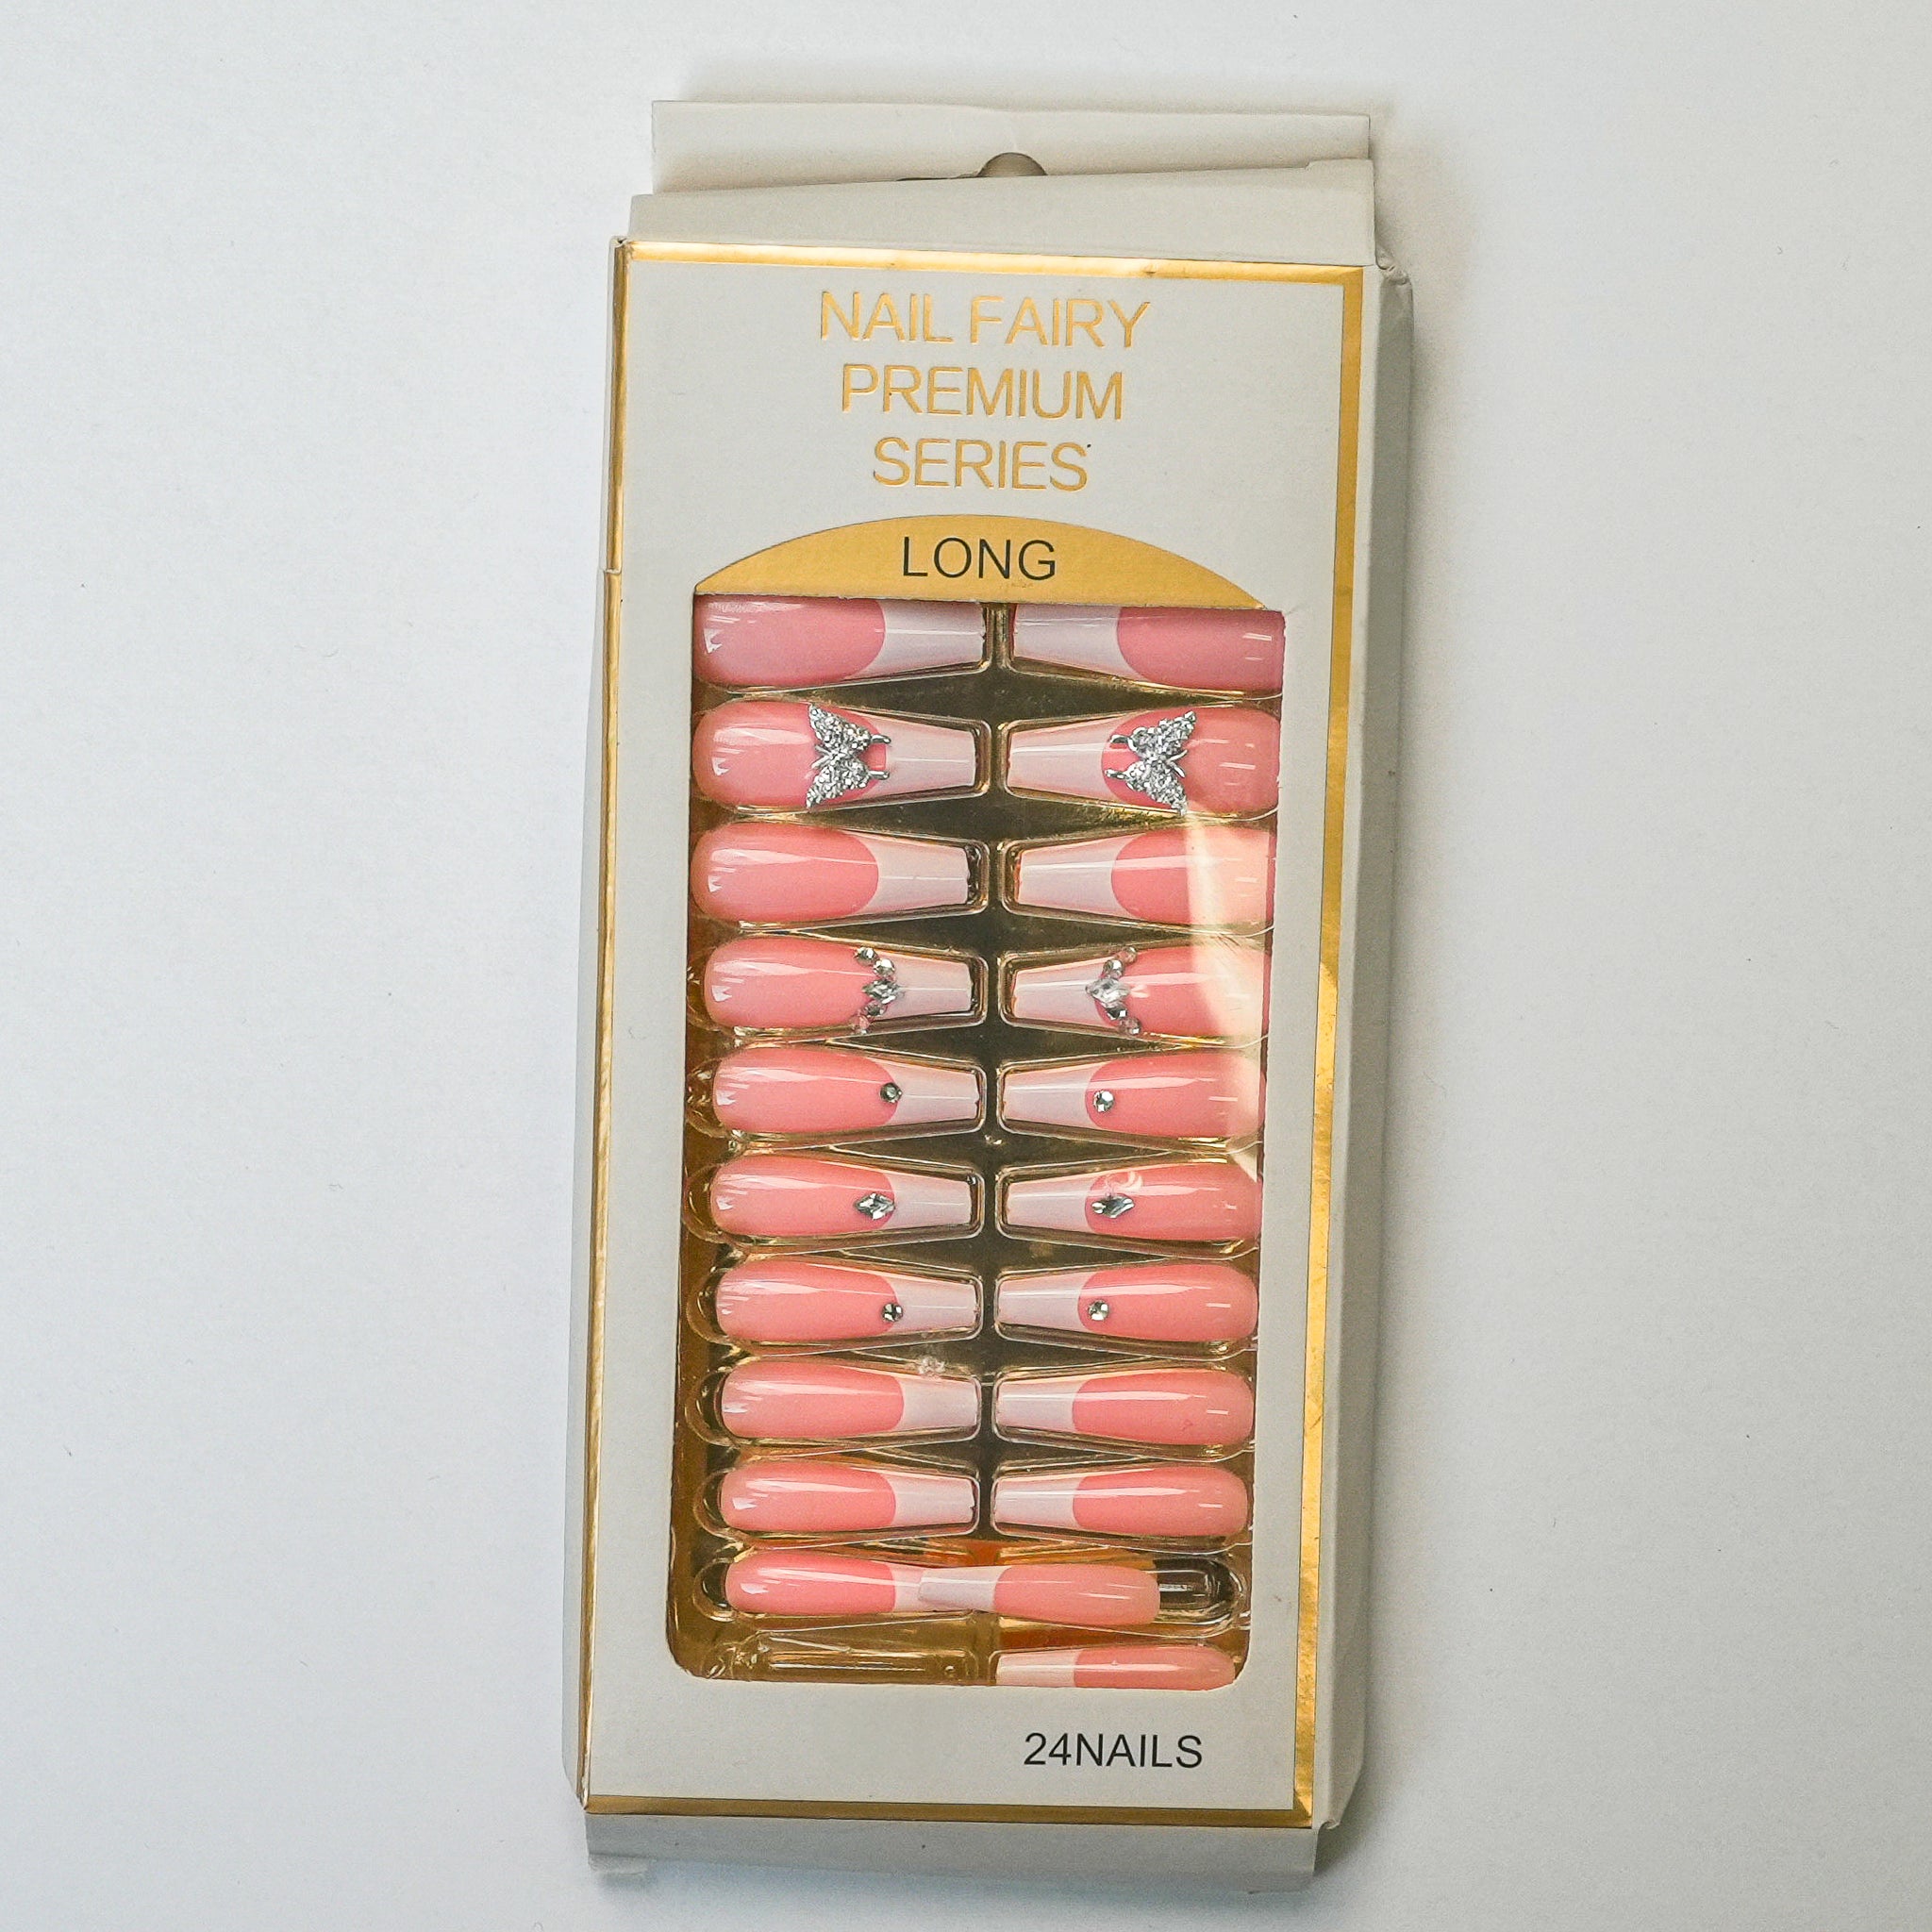 NAIL FAIRY
PREMIUM
SERIES
LONG
24NAILS